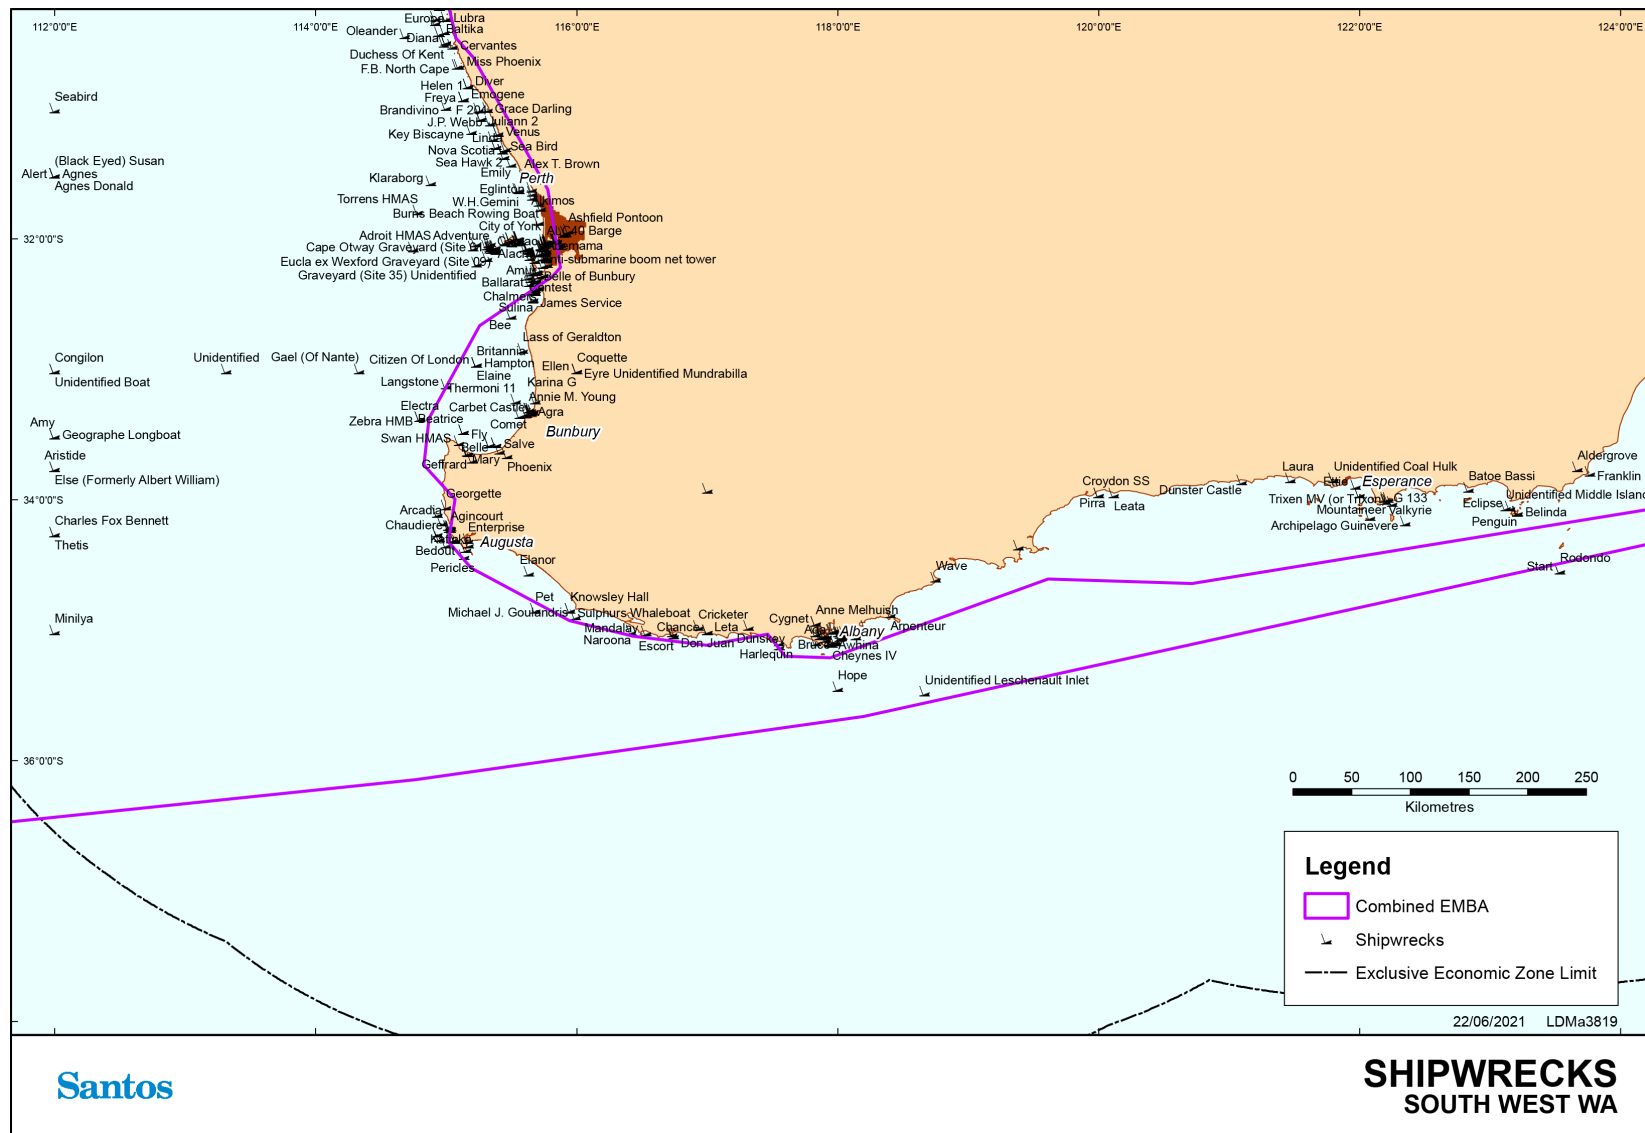 112°0'0"E
114°0'0"E
116°0'0"E
118°0'0"E
120°0'0"E
122°0'0"E
124°0'0"E
Europa
Lubra
Oleander
Baltika
Diana
Cervantes
Duchess Of Kent
Miss Phoenix
F.B. North Cape
Diver
Helen 1
Emogene
Seabird
Freya
Brandivino
F 204
Grace Darling
J.P. Webb
Juliann 2
Key Biscayne
Venus
Linda
Nova Scotia
Sea Bird
Sea Hawk 2
Alex T. Brown
(Black Eyed) Susan
Alert
Agnes
Agnes Donald
Emily
Klaraborg
Perth
Eglinton
Torrens HMAS
W.H.Gemini
Alkimos
Burns Beach Rowing Boat
Ashfield Pontoon
City of York
Barge
Adroit HMAS
Adventure
32°0'0"S
Cape Otway Graveyard (Site
Eucla ex Wexford Graveyard (Site 09)
submarine boom net tower
Graveyard (Site 35) Unidentified
Amy
Belle of Bunbury
Ballarat
Chalmers
James Service
Sulina
Bee
Lass of Geraldton
Congilon
Unidentified
Gael (Of Nante)
Citizen Of London
Britannia
Hampton
Ellen
Coquette
Unidentified Boat
Elaine
Eyre Unidentified Mundrabilla
Langstone
Thermoni 11
Karina G
Annie M. Young
Electra
Carbet Castle
Agra
Zebra HMB
Beatrice
Comet
Amy
Geographe Longboat
Fly
Bunbury
Swan HMAS
Belle
Salve
Aristide
Geffrard
Mary
Phoenix
Else (Formerly Albert William)
34°0'0"S
Georgette
Arcadia
Agincourt
Charles Fox Bennett
Chaudiere
Enterprise
Thetis
Augusta
Bedout
Pericles
Elanor
Laura
Unidentified Coal Hulk
Aldergrove
Croydon SS
Esperance
Batoe Bassi
Franklin
Pirra
Leata
Dunster Castle
Trixen MV (or Trixon)
G 133
Eclipse
Unidentified Middle Island
Mountaineer
Valkyrie
Belinda
Archipelago Guinevere
Penguin
Rodondo
Start
Wave
Minilya
Pet
Knowsley Hall
Michael J. Goulandris
Sulphurs Whaleboat
Cricketer
Cygnet
Anne Melhuish
Mandalay
Chance
Leta
Albany
Arpenteur
Naroona
Escort
Don Juan
Dunskey
Bruce
Awhina
Harlequin
Cheynes IV
Hope
Unidentified Leschenault Inlet
36°0'0"S
0
50
100
150
200
250
Kilometres
Legend
Combined EMBA
Shipwrecks
Exclusive Economic Zone Limit
22/06/2021
LDMa3819
Santos
SHIPWRECKS
SOUTH WEST WA